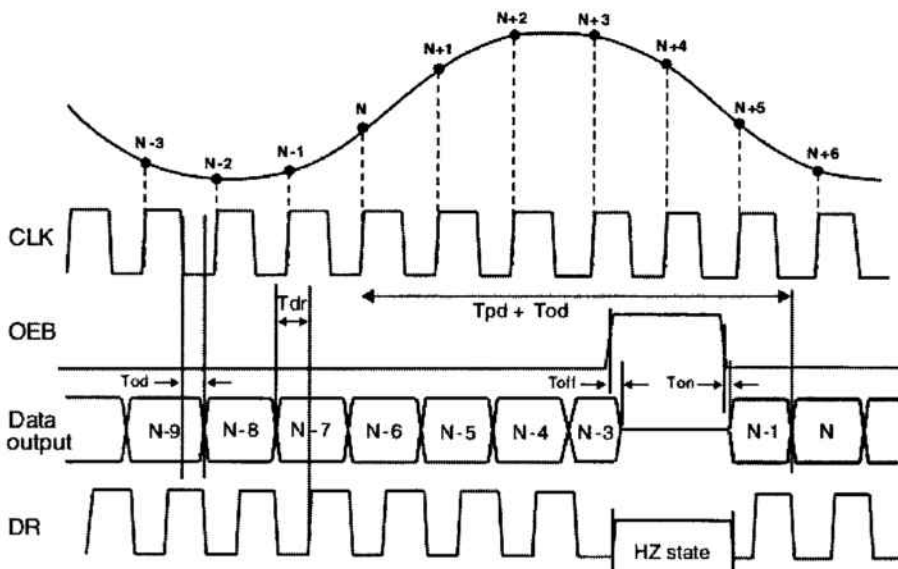 N+2 N+3
N+1 N+4
N N+5
N-3 N-2 N-1 N+6
CLK
Tdr Tpd + Tod
OEB
Tod Toff Ton
Data output N-9 N-8 N-7 N-6 N-5 N-4 N-3 N-1 N
DR HZ state